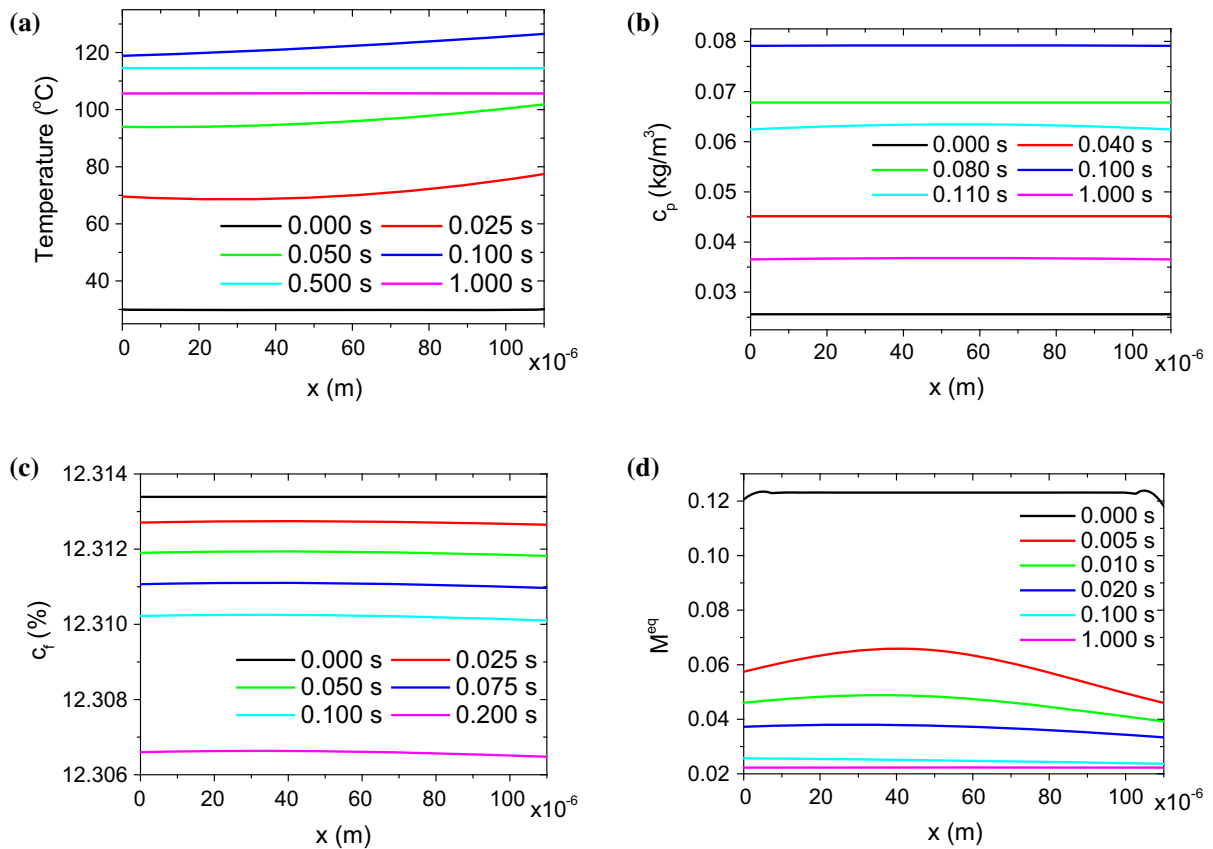 (a)
Temperature (°C)
120
100
80
60
40
0.000 s 0.025 s
0.050 s 0.100 s
0.500 s 1.000 s
0 20 40 60 80 100
x10⁻⁶
x (m)
(b)
cₚ (kg/m³)
0.08
0.07
0.06
0.05
0.04
0.03
0.000 s 0.040 s
0.080 s 0.100 s
0.110 s 1.000 s
0 20 40 60 80 100
x10⁻⁶
x (m)
(c)
c_f (%)
12.314
12.312
12.310
12.308
12.306
0.000 s 0.025 s
0.050 s 0.075 s
0.100 s 0.200 s
0 20 40 60 80 100
x10⁻⁶
x (m)
(d)
M^eq
0.12
0.10
0.08
0.06
0.04
0.02
0.000 s
0.005 s
0.010 s
0.020 s
0.100 s
1.000 s
0 20 40 60 80 100
x10⁻⁶
x (m)